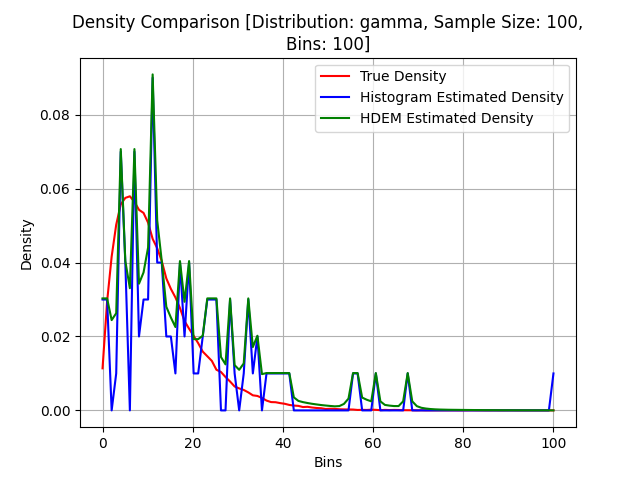 Density Comparison [Distribution: gamma, Sample Size: 100,
Bins: 100]
True Density
Histogram Estimated Density
HDEM Estimated Density
Density
0.08
0.06
0.04
0.02
0.00
0
20
40
60
80
100
Bins